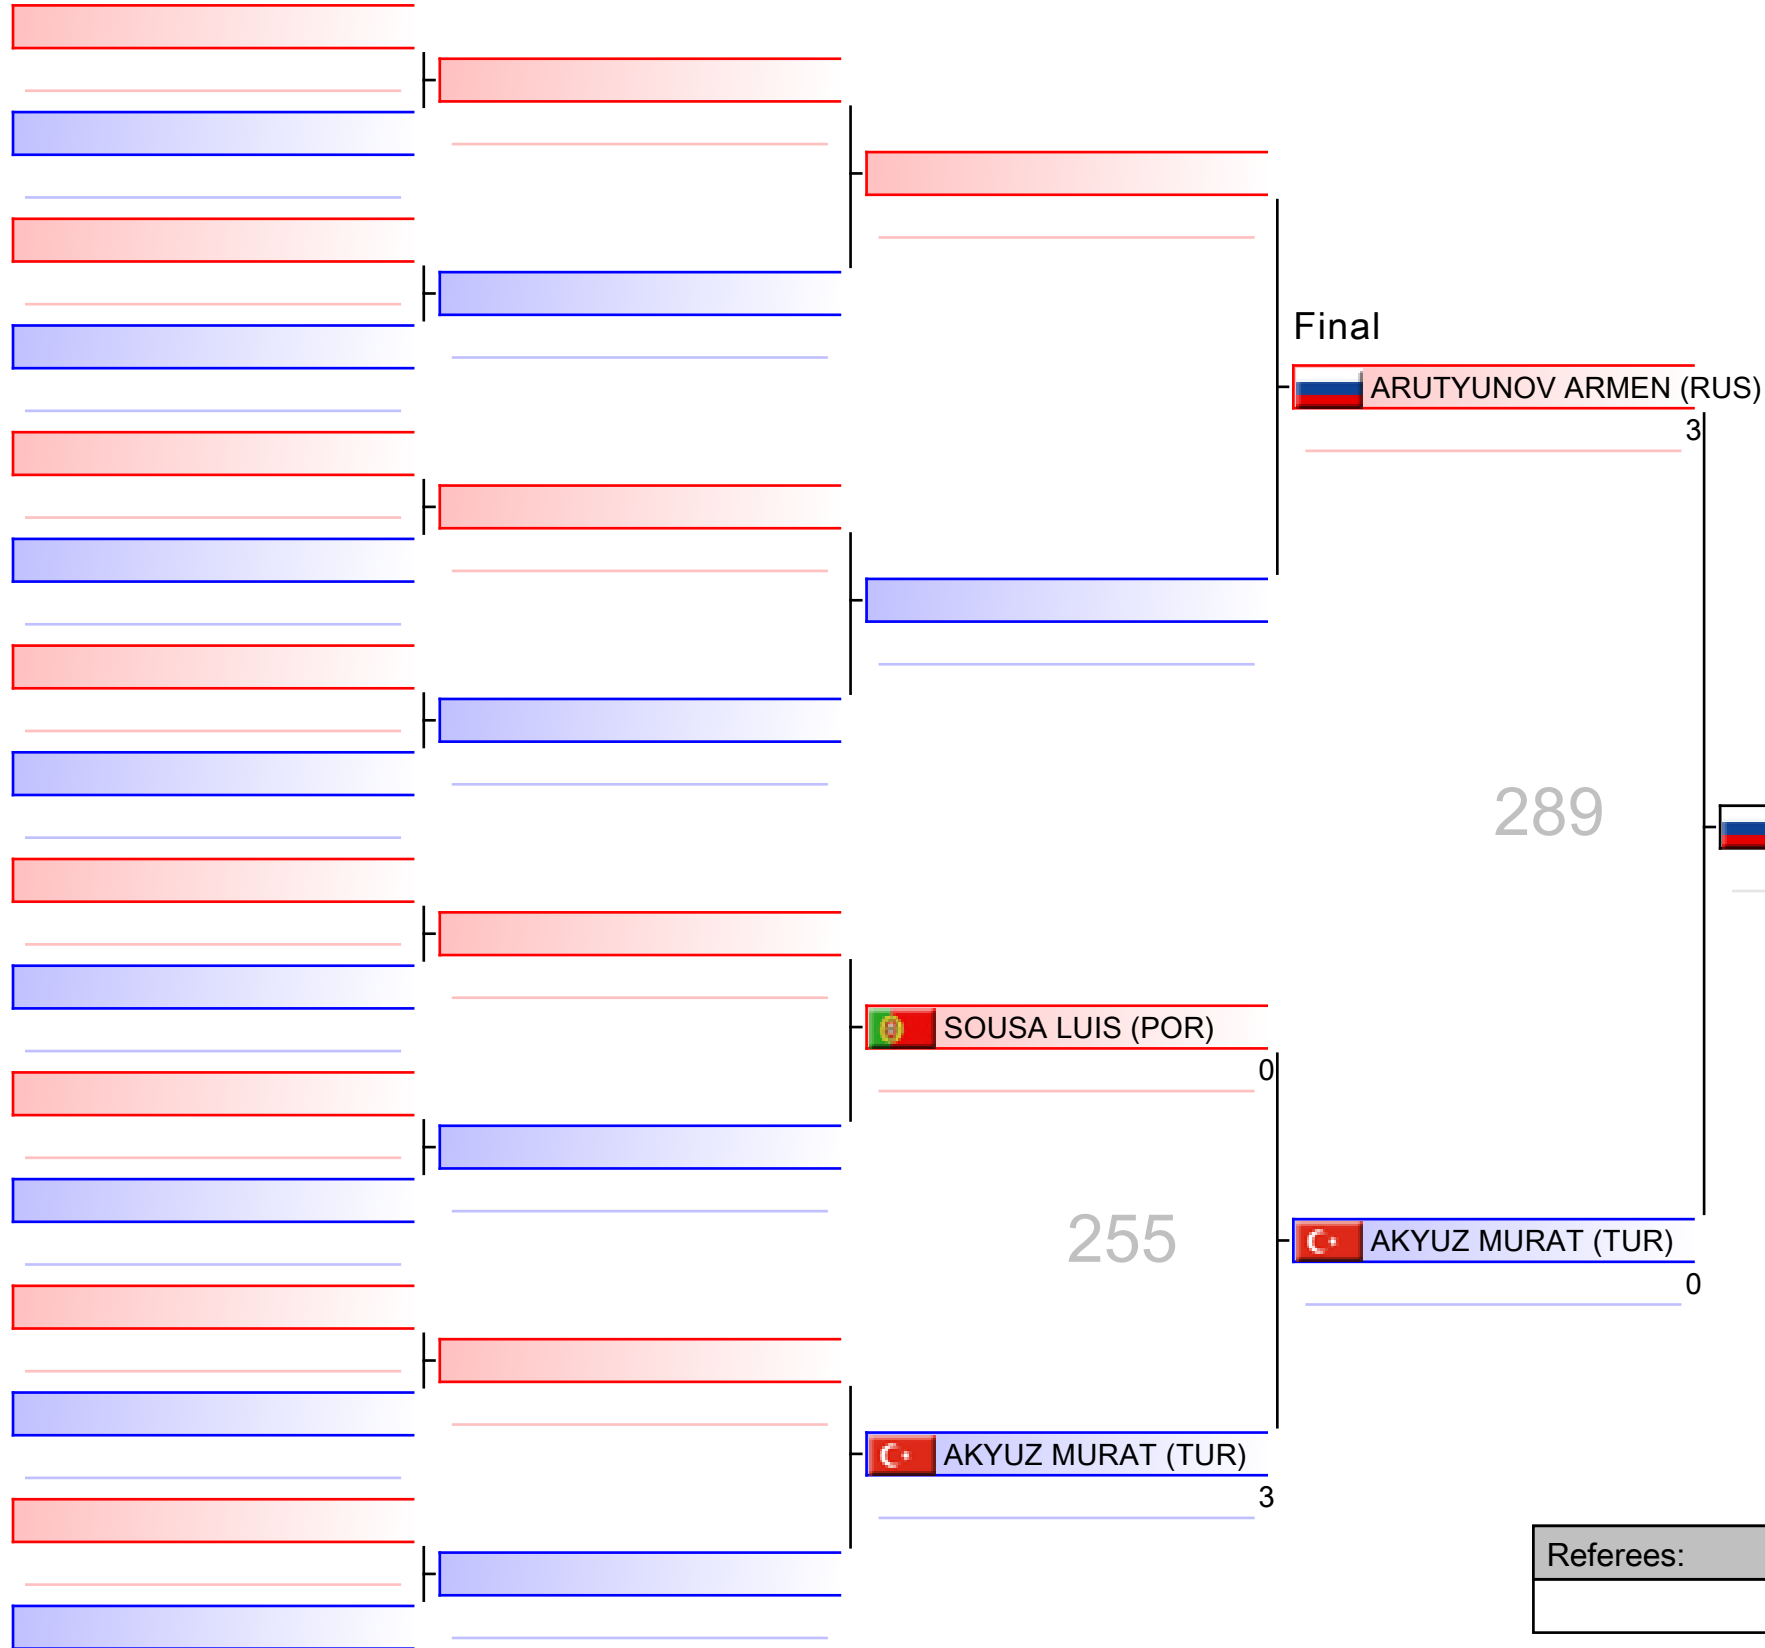 Final
ARUTYUNOV ARMEN (RUS)
3
289
SOUSA LUIS (POR)
0
255
AKYUZ MURAT (TUR)
0
AKYUZ MURAT (TUR)
3
Referees: